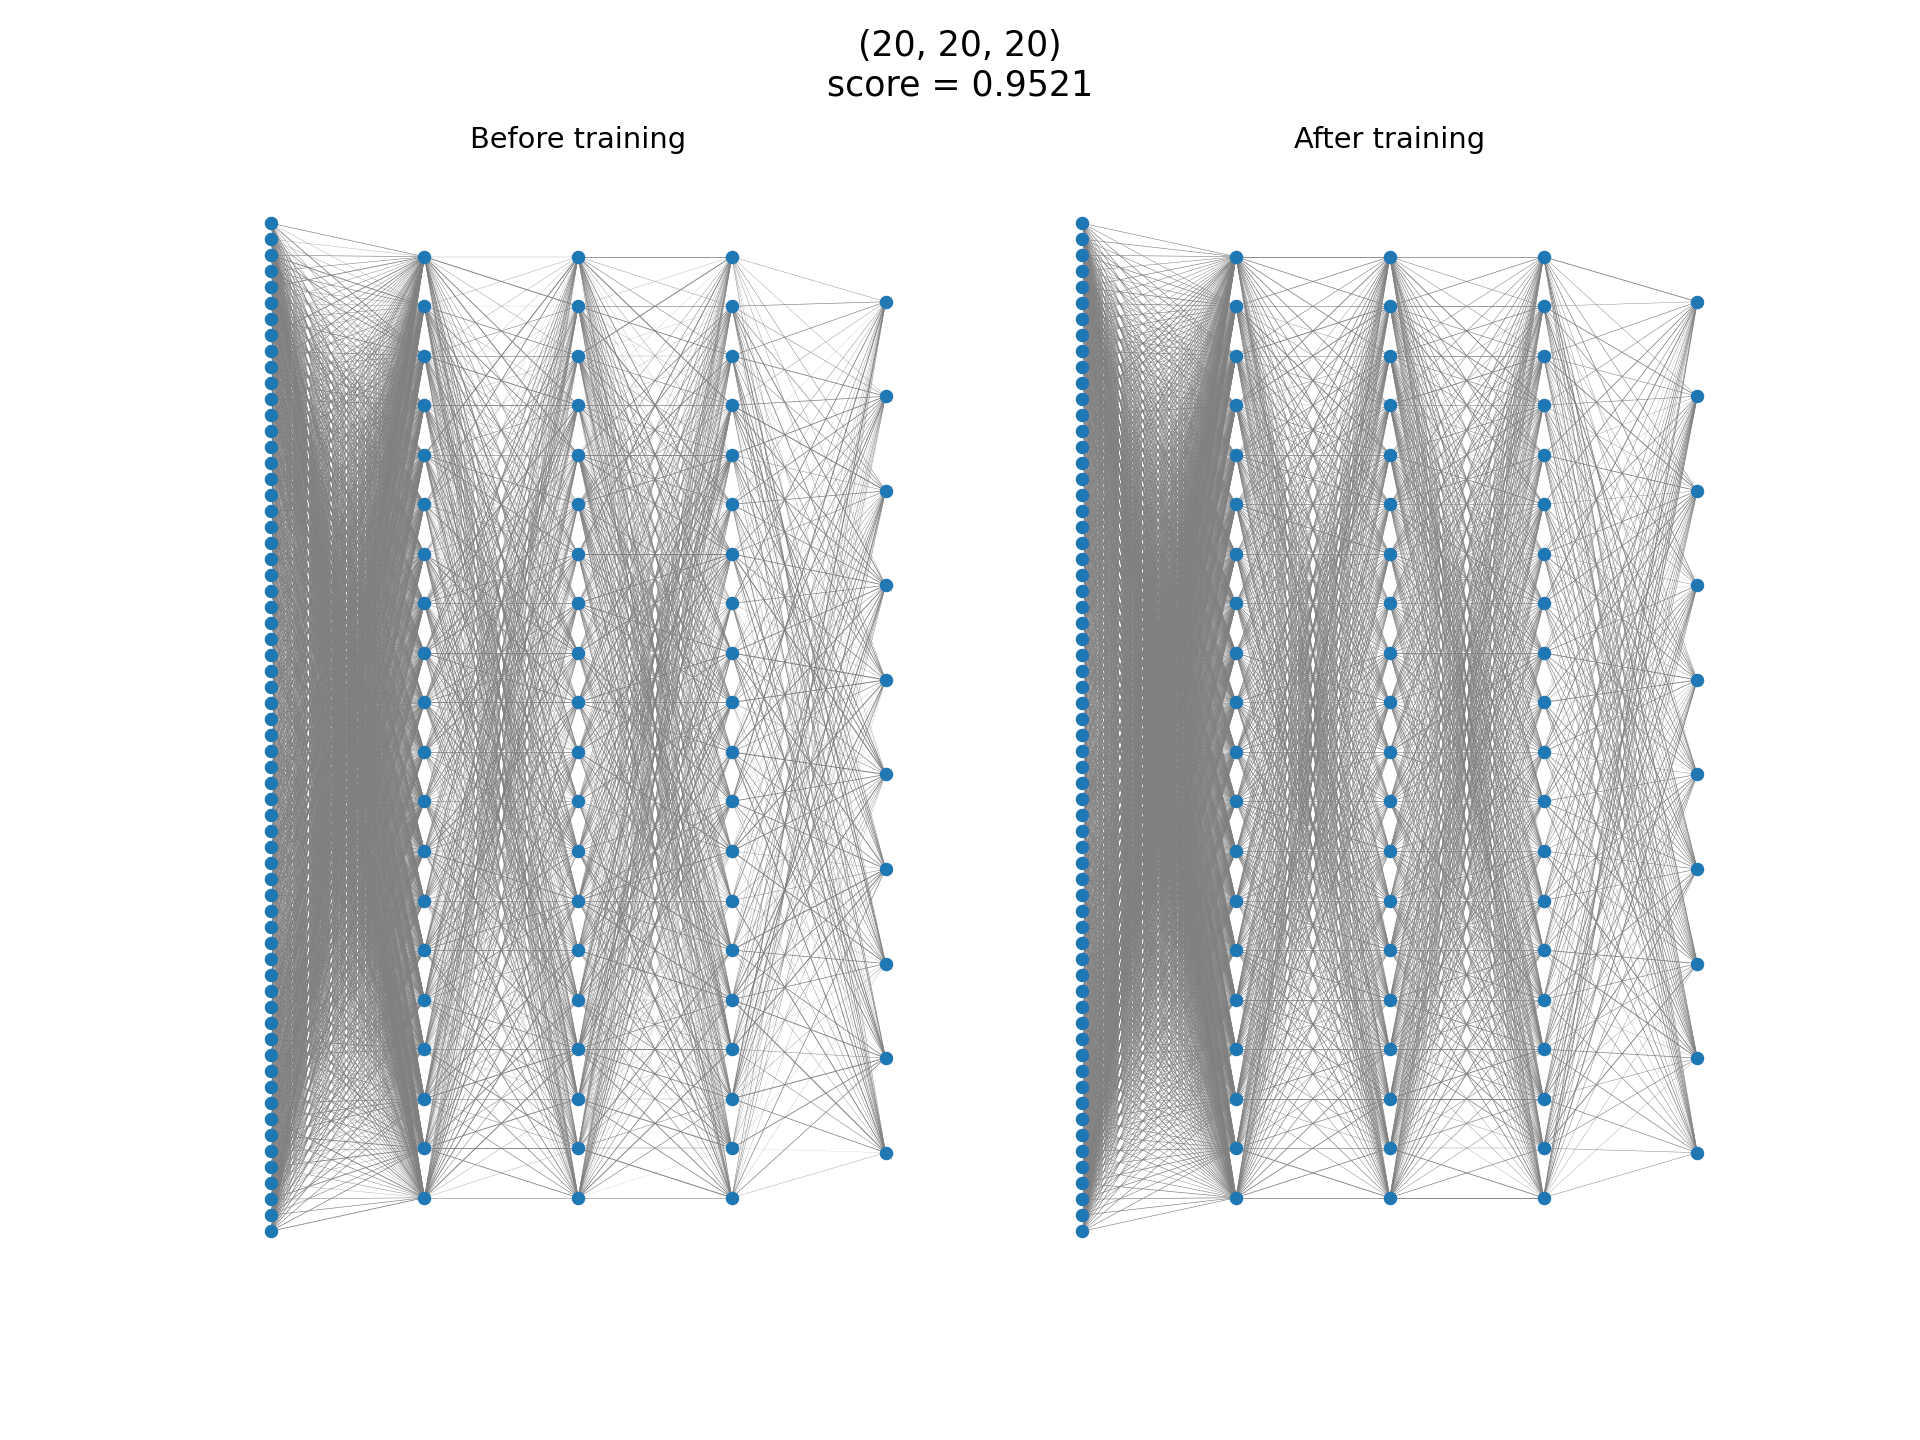 (20, 20, 20)
score = 0.9521
Before training
After training